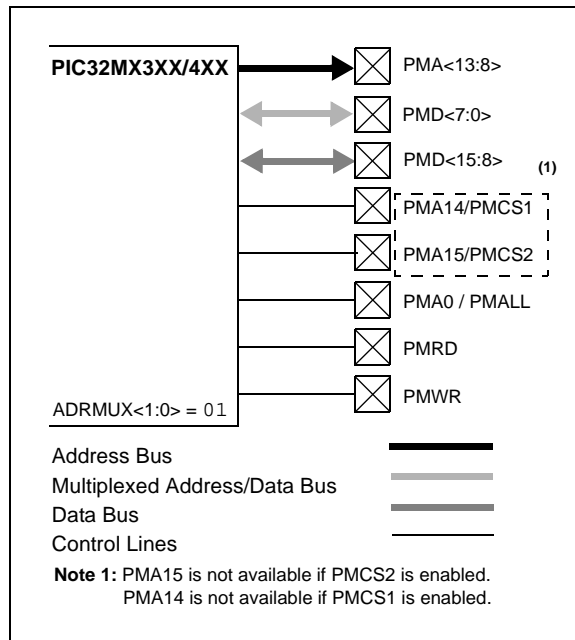 PIC32MX3XX/4XX
PMA<13:8>
PMD<7:0>
PMD<15:8>
(1)
PMA14/PMCS1
PMA15/PMCS2
PMA0 / PMALL
PMRD
PMWR
ADRMUX<1:0> = 01
Address Bus
Multiplexed Address/Data Bus
Data Bus
Control Lines
Note 1: PMA15 is not available if PMCS2 is enabled.
PMA14 is not available if PMCS1 is enabled.